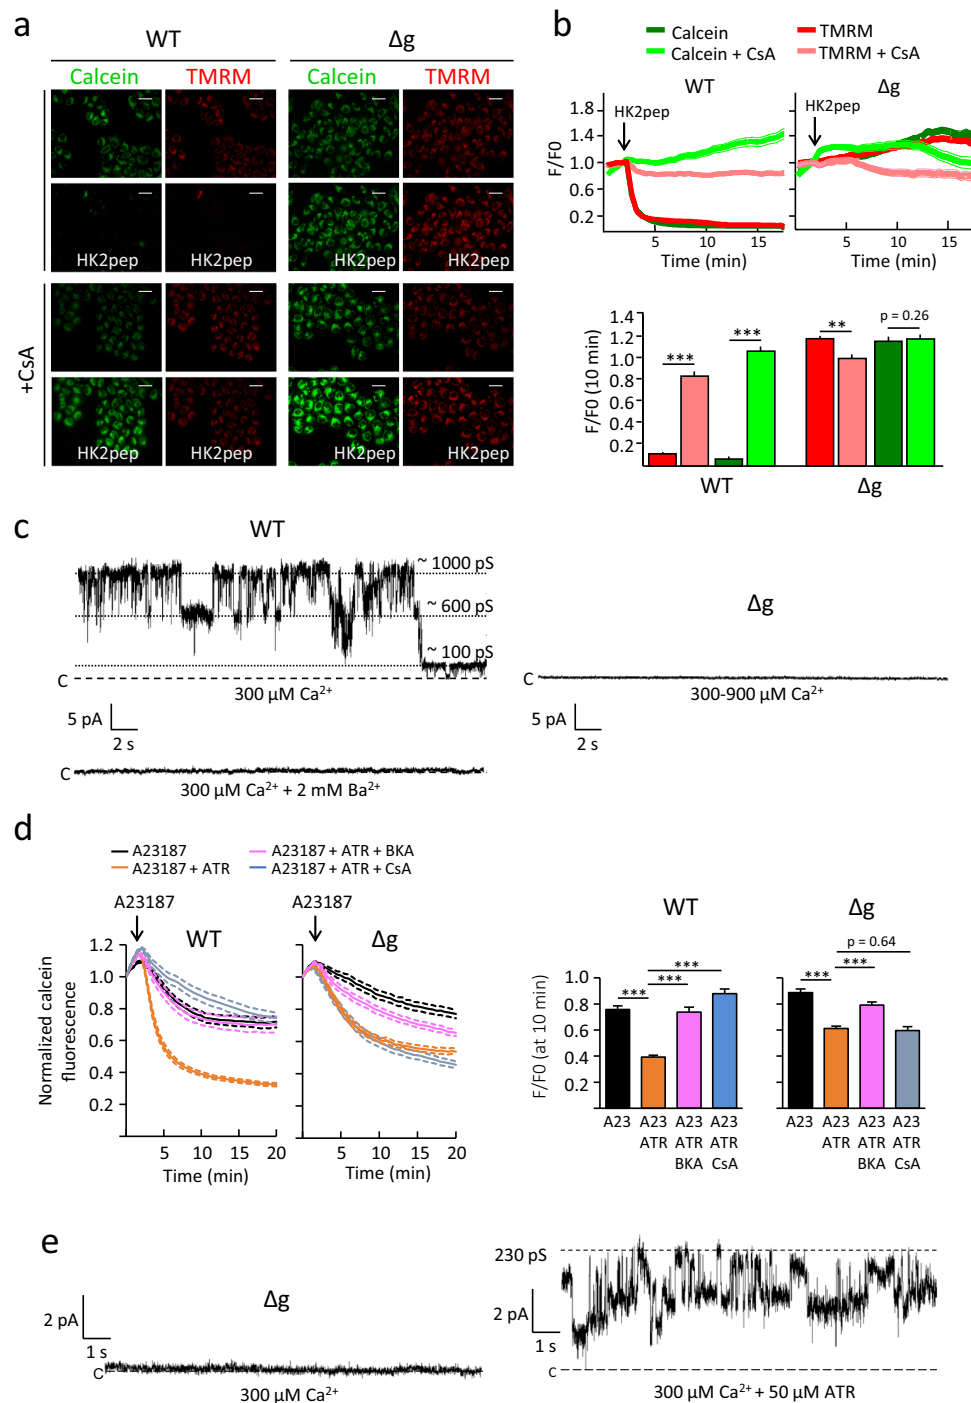 a
WT
Δg
Calcein
TMRM
Calcein
TMRM
HK2pep
HK2pep
HK2pep
HK2pep
+CsA
HK2pep
HK2pep
HK2pep
HK2pep
b
Calcein
TMRM
Calcein + CsA
TMRM + CsA
WT
Δg
HK2pep
HK2pep
F/F0
1.8
1.4
1.0
0.6
0.2
5
10
15
5
10
15
Time (min)
Time (min)
F/F0 (10 min)
1.4
1.2
1.0
0.8
0.6
0.4
0.2
***
***
**
p = 0.26
WT
Δg
c
WT
~ 1000 pS
~ 600 pS
~ 100 pS
C
300 µM Ca²⁺
5 pA
2 s
C
300 µM Ca²⁺ + 2 mM Ba²⁺
Δg
C
300-900 µM Ca²⁺
5 pA
2 s
d
A23187
A23187 + ATR + BKA
A23187 + ATR
A23187 + ATR + CsA
A23187
A23187
WT
Δg
Normalized calcein
fluorescence
1.2
1.0
0.8
0.6
0.4
0.2
5
10
15
20
5
10
15
20
Time (min)
Time (min)
WT
Δg
F/F0 (at 10 min)
1.0
0.8
0.6
0.4
0.2
***
***
***
p = 0.64
***
***
A23
A23 ATR
A23 ATR BKA
A23 ATR CsA
A23
A23 ATR
A23 ATR BKA
A23 ATR CsA
e
Δg
2 pA
1 s
C
300 µM Ca²⁺
230 pS
2 pA
1 s
C
300 µM Ca²⁺ + 50 µM ATR